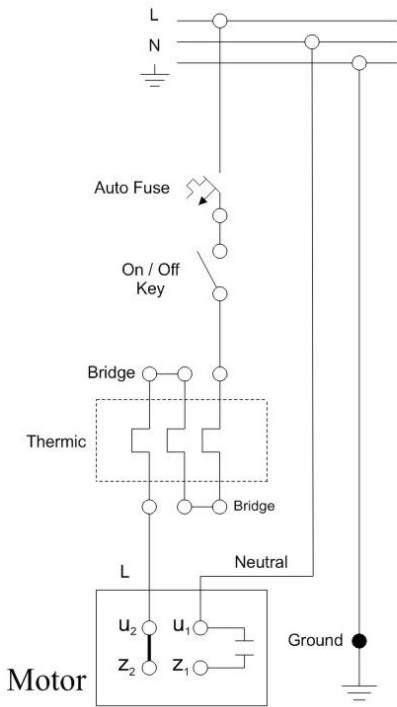 L
N
Auto Fuse
On / Off
Key
Bridge
Thermic
Bridge
L
Neutral
u2 u1
z2 z1
Ground
Motor